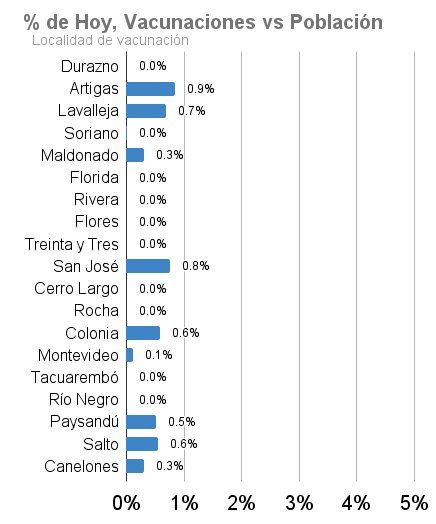 % de Hoy, Vacunaciones vs Población
Localidad de vacunación
Durazno 0.0%
Artigas 0.9%
Lavalleja 0.7%
Soriano 0.0%
Maldonado 0.3%
Florida 0.0%
Rivera 0.0%
Flores 0.0%
Treinta y Tres 0.0%
San José 0.8%
Cerro Largo 0.0%
Rocha 0.0%
Colonia 0.6%
Montevideo 0.1%
Tacuarembó 0.0%
Río Negro 0.0%
Paysandú 0.5%
Salto 0.6%
Canelones 0.3%
0% 1% 2% 3% 4% 5%